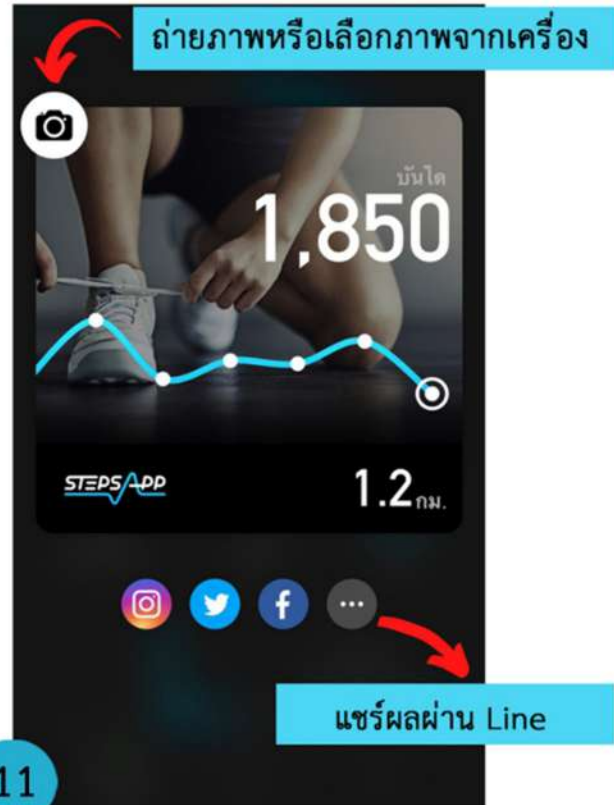 ถ่ายภาพหรือเลือกภาพจากเครื่อง
บันได
1,850
STEPSAPP
1.2 กม.
แชร์ผลผ่าน Line
11